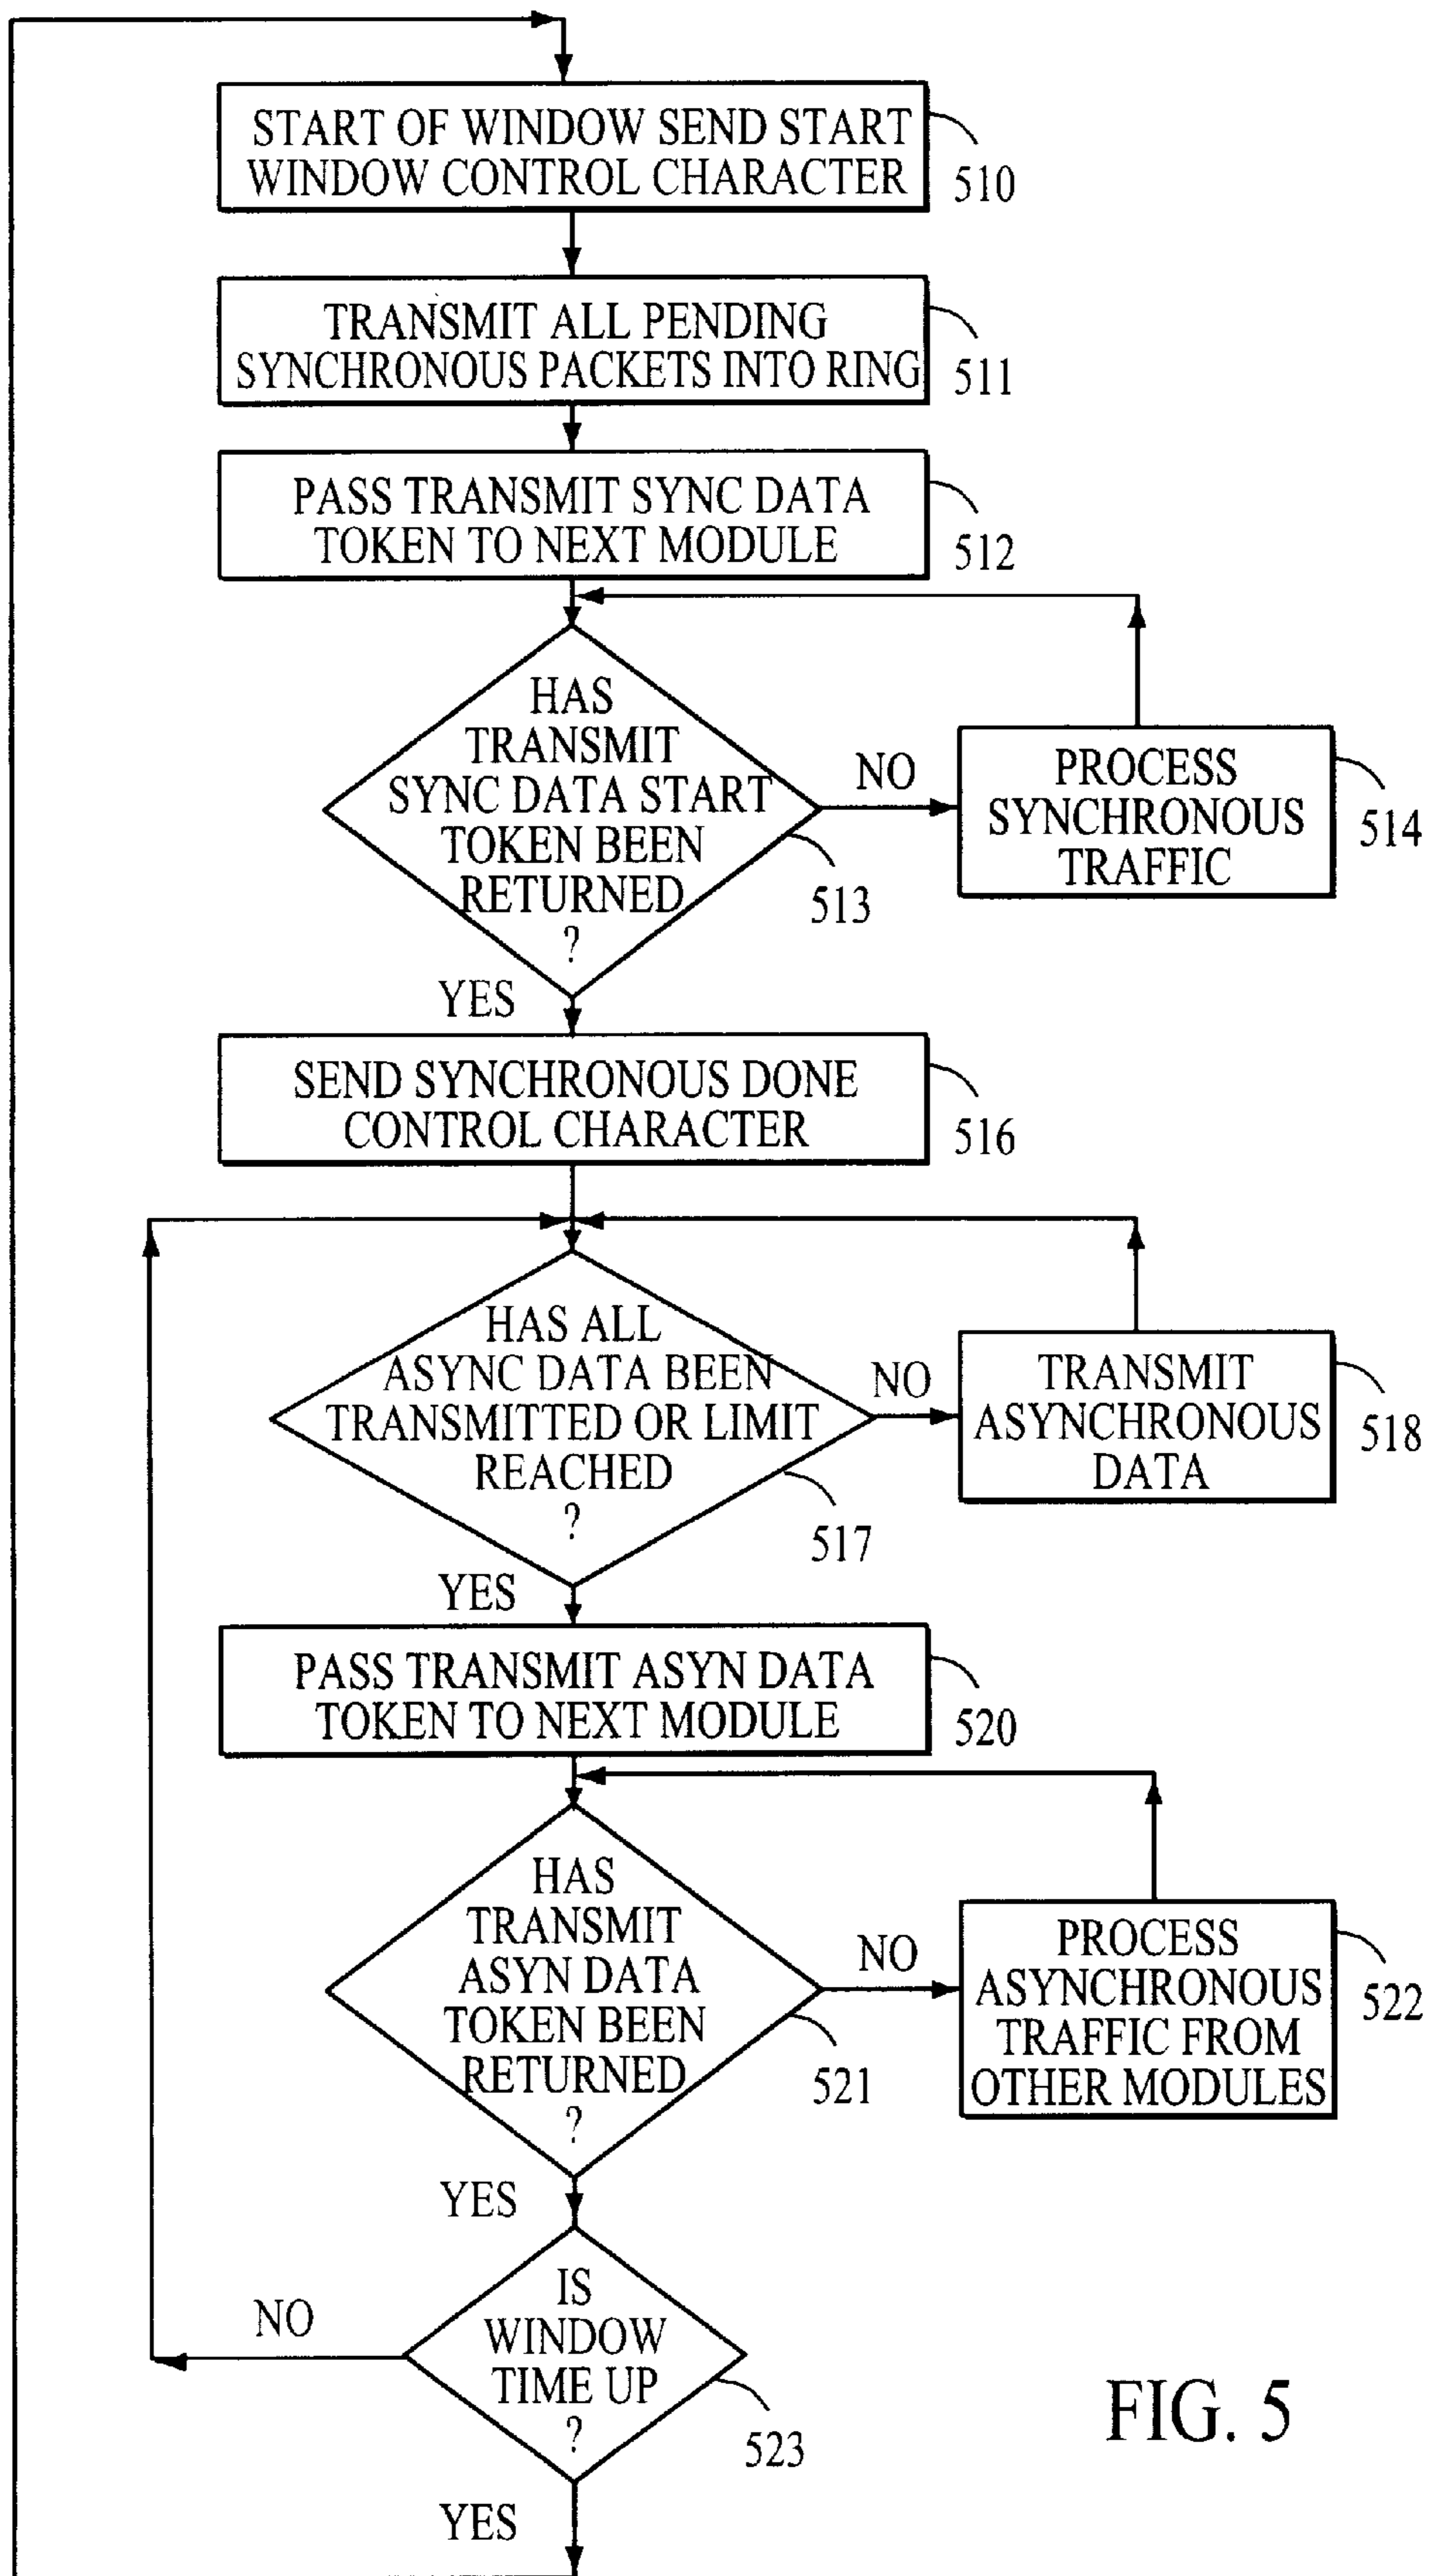 START OF WINDOW SEND START
WINDOW CONTROL CHARACTER
510
TRANSMIT ALL PENDING
SYNCHRONOUS PACKETS INTO RING
511
PASS TRANSMIT SYNC DATA
TOKEN TO NEXT MODULE
512
HAS
TRANSMIT
SYNC DATA START
TOKEN BEEN
RETURNED
?
513
NO
PROCESS
SYNCHRONOUS
TRAFFIC
514
YES
SEND SYNCHRONOUS DONE
CONTROL CHARACTER
516
HAS ALL
ASYNC DATA BEEN
TRANSMITTED OR LIMIT
REACHED
?
517
NO
TRANSMIT
ASYNCHRONOUS
DATA
518
YES
PASS TRANSMIT ASYN DATA
TOKEN TO NEXT MODULE
520
HAS
TRANSMIT
ASYN DATA
TOKEN BEEN
RETURNED
?
521
NO
PROCESS
ASYNCHRONOUS
TRAFFIC FROM
OTHER MODULES
522
YES
IS
WINDOW
TIME UP
?
523
NO
YES
FIG. 5